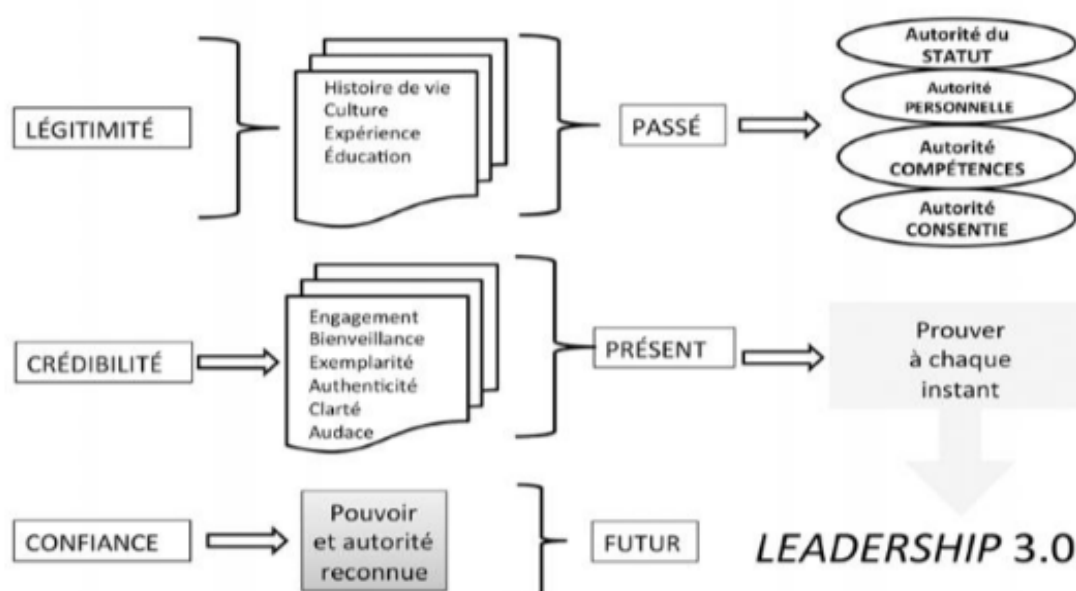 LÉGITIMITÉ
Histoire de vie
Culture
Expérience
Éducation
PASSÉ
Autorité du
STATUT
Autorité
PERSONNELLE
Autorité
COMPÉTENCES
Autorité
CONSENTIE
CRÉDIBILITÉ
Engagement
Bienveillance
Exemplarité
Authenticité
Clarté
Audace
PRÉSENT
Prouver
à chaque
instant
CONFIANCE
Pouvoir
et autorité
reconnue
FUTUR
LEADERSHIP 3.0